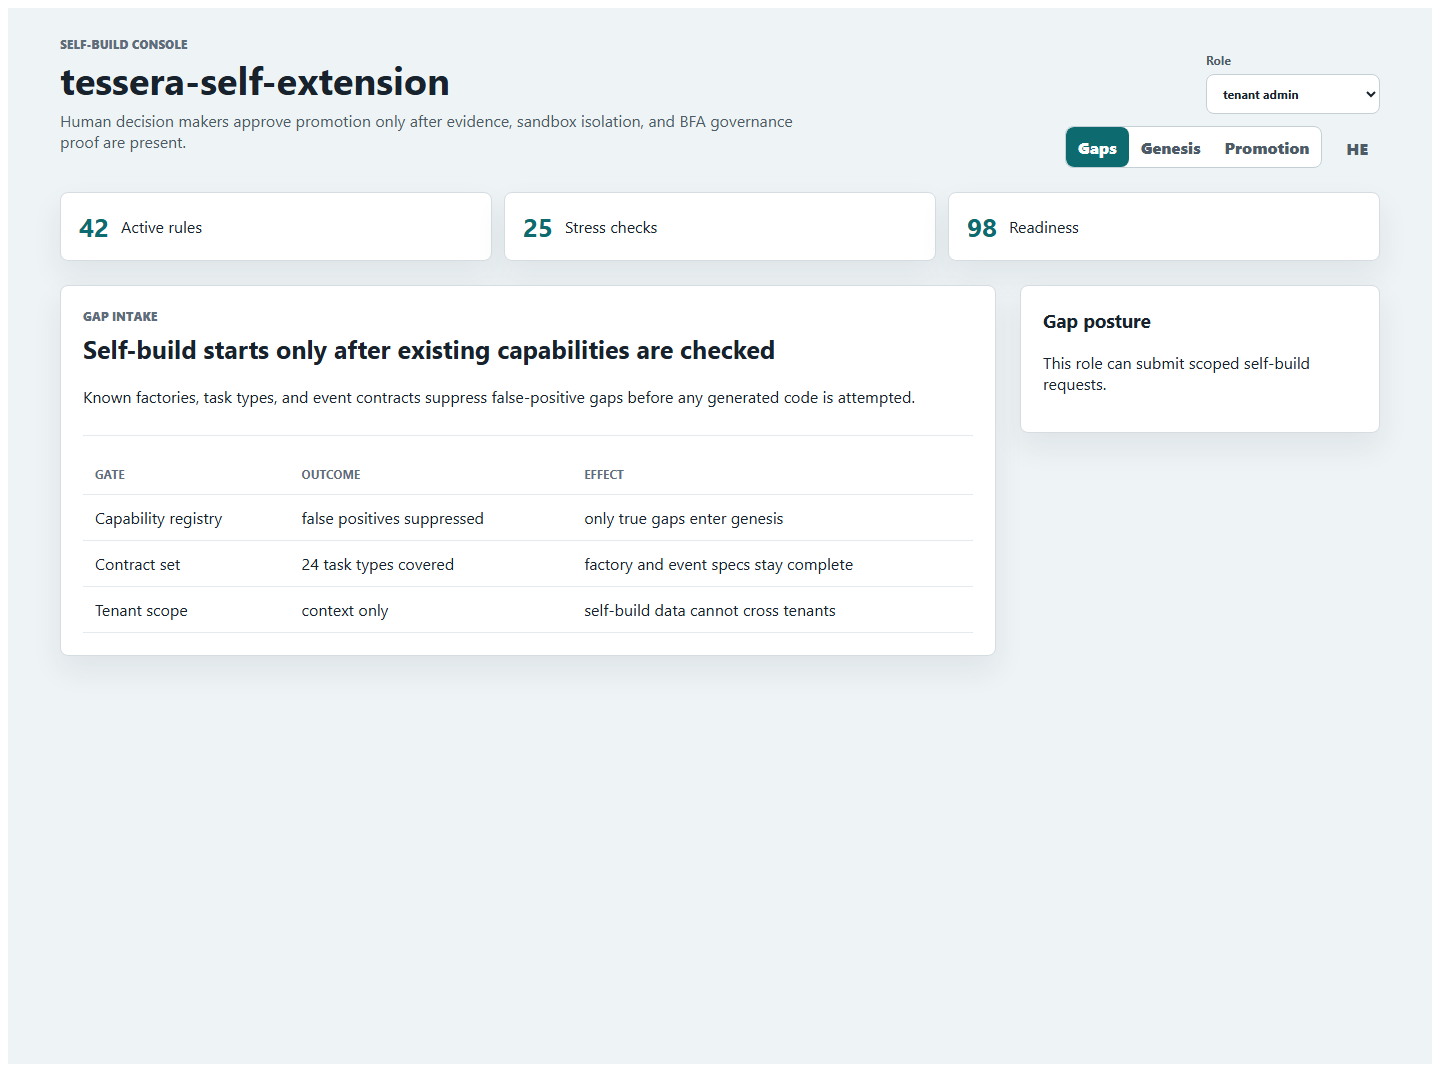 SELF-BUILD CONSOLE
tessera-self-extension
Human decision makers approve promotion only after evidence, sandbox isolation, and BFA governance
proof are present.
Role
tenant admin
Gaps Genesis Promotion HE
42 Active rules
25 Stress checks
98 Readiness
GAP INTAKE
Self-build starts only after existing capabilities are checked
Known factories, task types, and event contracts suppress false-positive gaps before any generated code is attempted.
GATE OUTCOME EFFECT
Capability registry false positives suppressed only true gaps enter genesis
Contract set 24 task types covered factory and event specs stay complete
Tenant scope context only self-build data cannot cross tenants
Gap posture
This role can submit scoped self-build
requests.